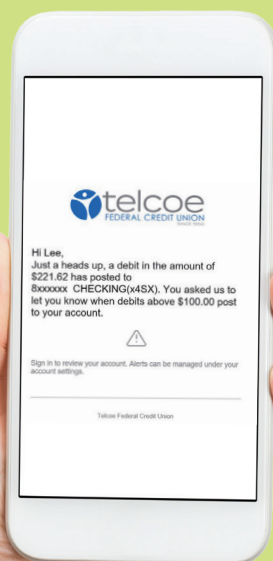 telcoe
FEDERAL CREDIT UNION
SINCE 1934
Hi Lee,
Just a heads up, a debit in the amount of
$221.62 has posted to
8xxxxxx CHECKING(x4SX). You asked us to
let you know when debits above $100.00 post
to your account.
Sign in to review your account. Alerts can be managed under your
account settings.
Telcoe Federal Credit Union